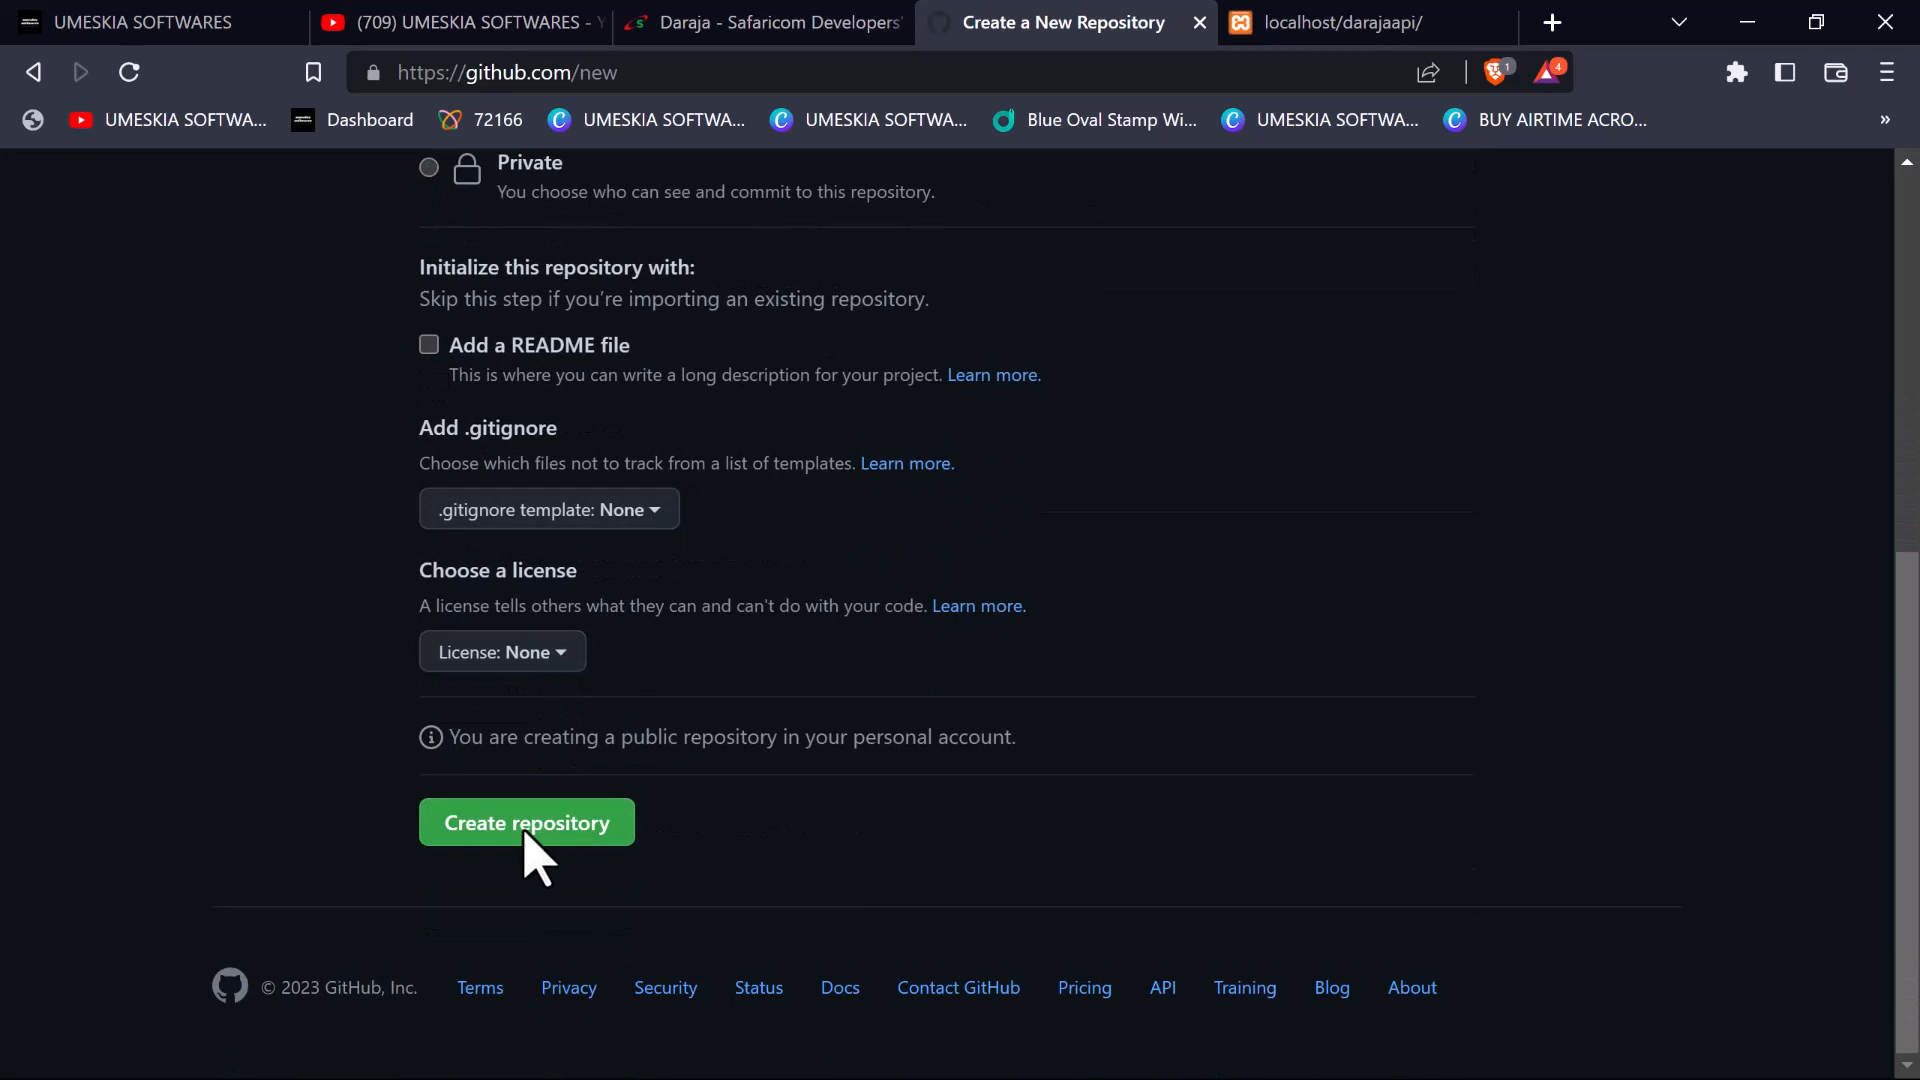 UMESKIA SOFTWARES
(709) UMESKIA SOFTWARES - Y
Daraja - Safaricom Developers'
Create a New Repository
localhost/darajaapi/
https://github.com/new
1
4
UMESKIA SOFTWA...
Dashboard
72166
UMESKIA SOFTWA...
UMESKIA SOFTWA...
Blue Oval Stamp Wi...
UMESKIA SOFTWA...
BUY AIRTIME ACRO...
»
Private
You choose who can see and commit to this repository.
Initialize this repository with:
Skip this step if you’re importing an existing repository.
Add a README file
This is where you can write a long description for your project. Learn more.
Add .gitignore
Choose which files not to track from a list of templates. Learn more.
.gitignore template: None
Choose a license
A license tells others what they can and can't do with your code. Learn more.
License: None
You are creating a public repository in your personal account.
Create repository
© 2023 GitHub, Inc.
Terms
Privacy
Security
Status
Docs
Contact GitHub
Pricing
API
Training
Blog
About